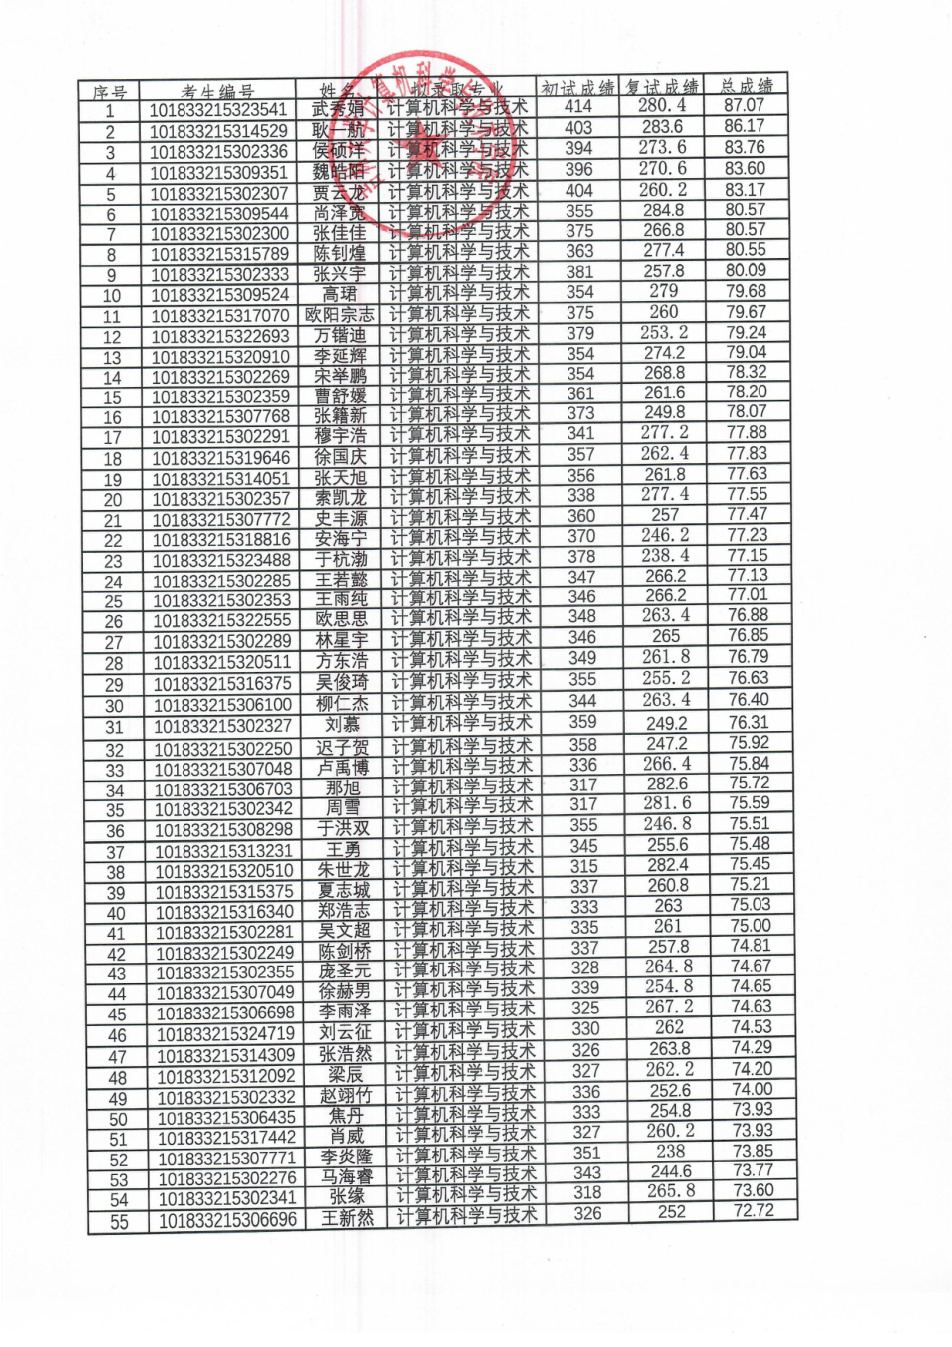 序号 考生编号 姓名 拟录取专业 初试成绩 复试成绩 总成绩
1 101833215323541 武秀娟 计算机科学与技术 414 280.4 87.07
2 101833215314529 耿一航 计算机科学与技术 403 283.6 86.17
3 101833215302336 侯硕洋 计算机科学与技术 394 273.6 83.76
4 101833215309351 魏皓阳 计算机科学与技术 396 270.6 83.60
5 101833215302307 贾云龙 计算机科学与技术 404 260.2 83.17
6 101833215309544 尚泽宽 计算机科学与技术 355 284.8 80.57
7 101833215302300 张佳佳 计算机科学与技术 375 266.8 80.57
8 101833215315789 陈钊煌 计算机科学与技术 363 277.4 80.55
9 101833215302333 张兴宇 计算机科学与技术 381 257.8 80.09
10 101833215309524 高珺 计算机科学与技术 354 279 79.68
11 101833215317070 欧阳宗志 计算机科学与技术 375 260 79.67
12 101833215322693 万锴迪 计算机科学与技术 379 253.2 79.24
13 101833215320910 李延辉 计算机科学与技术 354 274.2 79.04
14 101833215302269 宋举鹏 计算机科学与技术 354 268.8 78.32
15 101833215302359 曹舒媛 计算机科学与技术 361 261.6 78.20
16 101833215307768 张籍新 计算机科学与技术 373 249.8 78.07
17 101833215302291 穆宇浩 计算机科学与技术 341 277.2 77.88
18 101833215319646 徐国庆 计算机科学与技术 357 262.4 77.83
19 101833215314051 张天旭 计算机科学与技术 356 261.8 77.63
20 101833215302357 索凯龙 计算机科学与技术 338 277.4 77.55
21 101833215307772 史丰源 计算机科学与技术 360 257 77.47
22 101833215318816 安海宁 计算机科学与技术 370 246.2 77.23
23 101833215323488 于杭渤 计算机科学与技术 378 238.4 77.15
24 101833215302285 王若懿 计算机科学与技术 347 266.2 77.13
25 101833215302353 王雨纯 计算机科学与技术 346 266.2 77.01
26 101833215322555 欧思思 计算机科学与技术 348 263.4 76.88
27 101833215302289 林星宇 计算机科学与技术 346 265 76.85
28 101833215320511 方东浩 计算机科学与技术 349 261.8 76.79
29 101833215316375 吴俊琦 计算机科学与技术 355 255.2 76.63
30 101833215306100 柳仁杰 计算机科学与技术 344 263.4 76.40
31 101833215302327 刘慕 计算机科学与技术 359 249.2 76.31
32 101833215302250 迟子贺 计算机科学与技术 358 247.2 75.92
33 101833215307048 卢禹博 计算机科学与技术 336 266.4 75.84
34 101833215306703 那旭 计算机科学与技术 317 282.6 75.72
35 101833215302342 周雪 计算机科学与技术 317 281.6 75.59
36 101833215308298 于洪双 计算机科学与技术 355 246.8 75.51
37 101833215313231 王勇 计算机科学与技术 345 255.6 75.48
38 101833215320510 朱世龙 计算机科学与技术 315 282.4 75.45
39 101833215315375 夏志城 计算机科学与技术 337 260.8 75.21
40 101833215316340 郑浩志 计算机科学与技术 333 263 75.03
41 101833215302281 吴文超 计算机科学与技术 335 261 75.00
42 101833215302249 陈剑桥 计算机科学与技术 337 257.8 74.81
43 101833215302355 庞圣元 计算机科学与技术 328 264.8 74.67
44 101833215307049 徐赫男 计算机科学与技术 339 254.8 74.65
45 101833215306698 李雨泽 计算机科学与技术 325 267.2 74.63
46 101833215324719 刘云征 计算机科学与技术 330 262 74.53
47 101833215314309 张浩然 计算机科学与技术 326 263.8 74.29
48 101833215312092 梁辰 计算机科学与技术 327 262.2 74.20
49 101833215302332 赵翊竹 计算机科学与技术 336 252.6 74.00
50 101833215306435 焦丹 计算机科学与技术 333 254.8 73.93
51 101833215317442 肖威 计算机科学与技术 327 260.2 73.93
52 101833215307771 李炎隆 计算机科学与技术 351 238 73.85
53 101833215302276 马海睿 计算机科学与技术 343 244.6 73.77
54 101833215302341 张缘 计算机科学与技术 318 265.8 73.60
55 101833215306696 王新然 计算机科学与技术 326 252 72.72